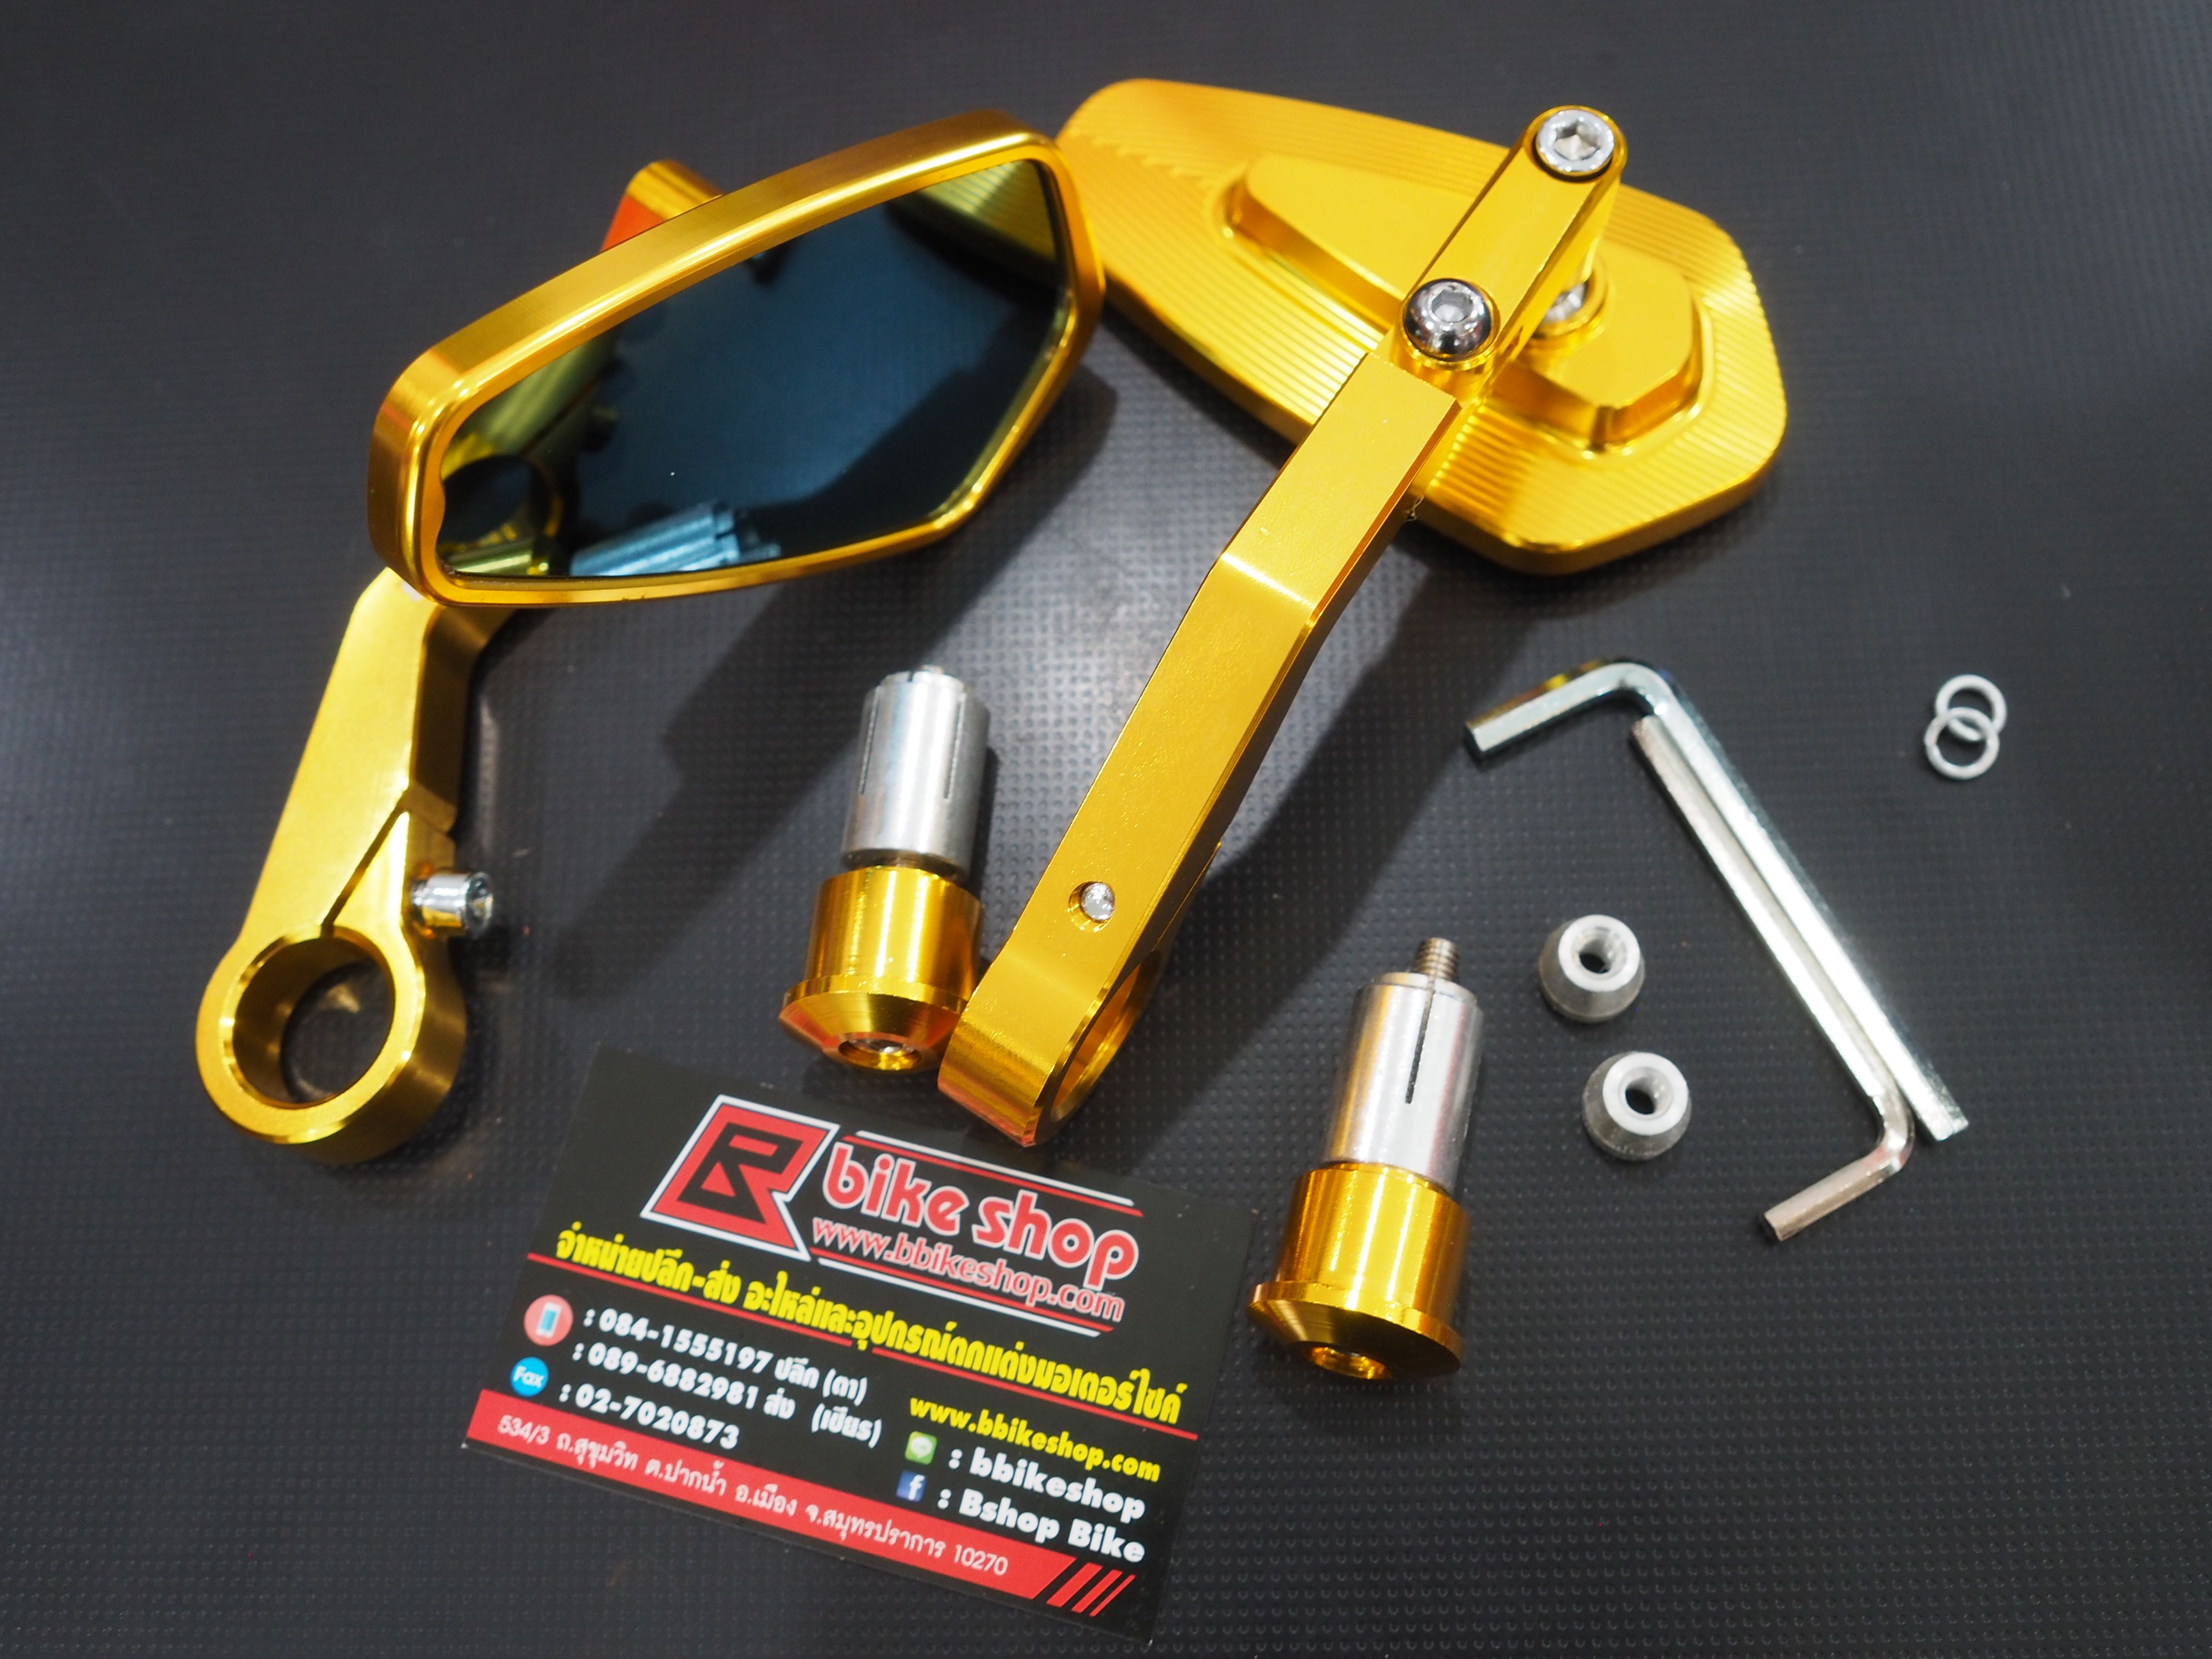 B bike shop
www.bbikeshop.com
จำหน่ายปลีก-ส่ง อะไหล่และอุปกรณ์ตกแต่งมอเตอร์ไซค์
: 084-1555197 ปลีก (ตา)
: 089-6882981 ส่ง (เขียร)
Fax : 02-7020873
www.bbikeshop.com
: bbikeshop
f : Bshop Bike
534/3 ถ.สุขุมวิท ต.ปากน้ำ อ.เมือง จ.สมุทรปราการ 10270